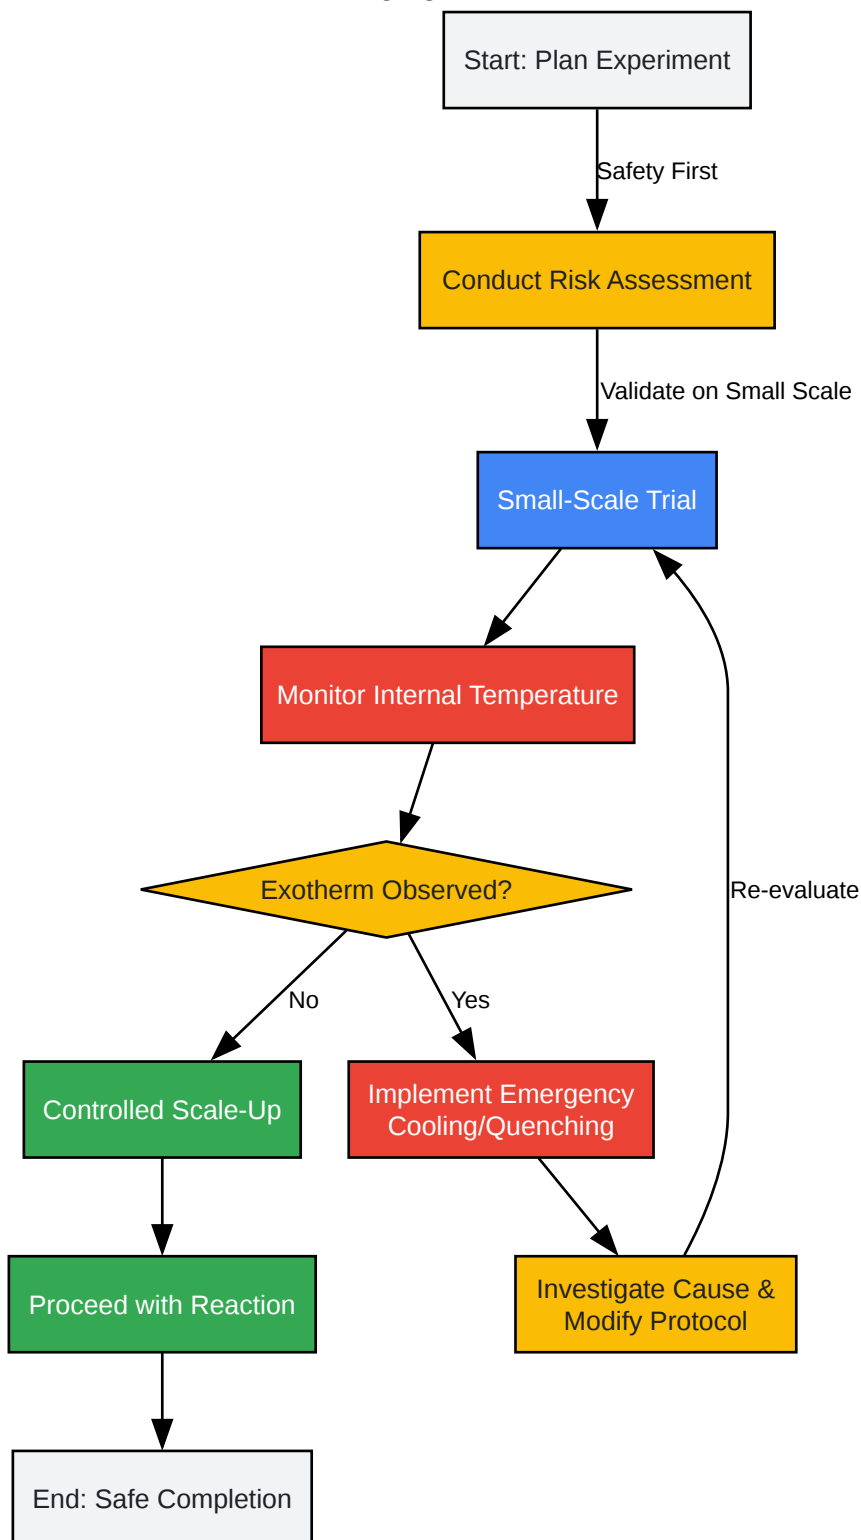 Start: Plan Experiment
Safety First
Conduct Risk Assessment
Validate on Small Scale
Small-Scale Trial
Monitor Internal Temperature
Exotherm Observed?
Re-evaluate
No
Yes
Controlled Scale-Up
Implement Emergency
Cooling/Quenching
Proceed with Reaction
Investigate Cause &
Modify Protocol
End: Safe Completion